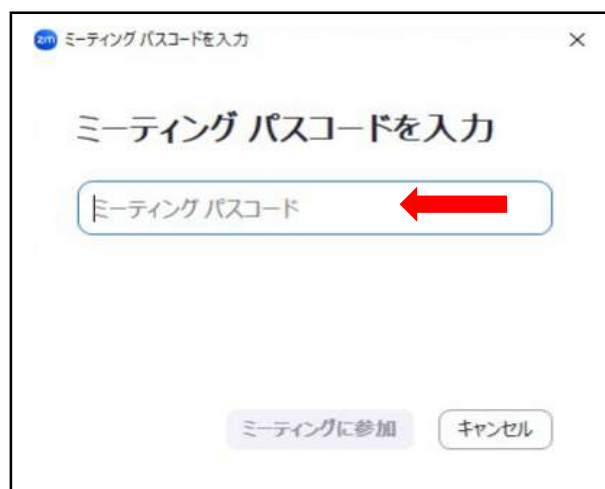 zm ミーティング パスコードを入力
ミーティング パスコードを入力
ミーティング パスコード
ミーティングに参加 キャンセル